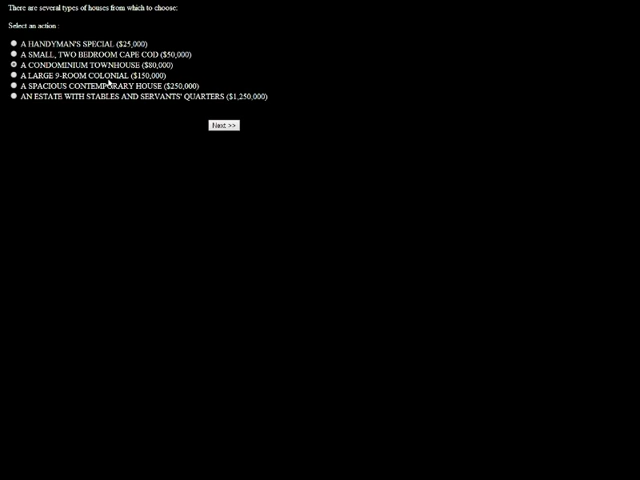 There are several types of houses from which to choose:
Select an action :
A HANDYMAN'S SPECIAL ($25,000)
A SMALL, TWO BEDROOM CAPE COD ($50,000)
A CONDOMINIUM TOWNHOUSE ($80,000)
A LARGE 9-ROOM COLONIAL ($150,000)
A SPACIOUS CONTEMPORARY HOUSE ($250,000)
AN ESTATE WITH STABLES AND SERVANTS' QUARTERS ($1,250,000)
Next >>